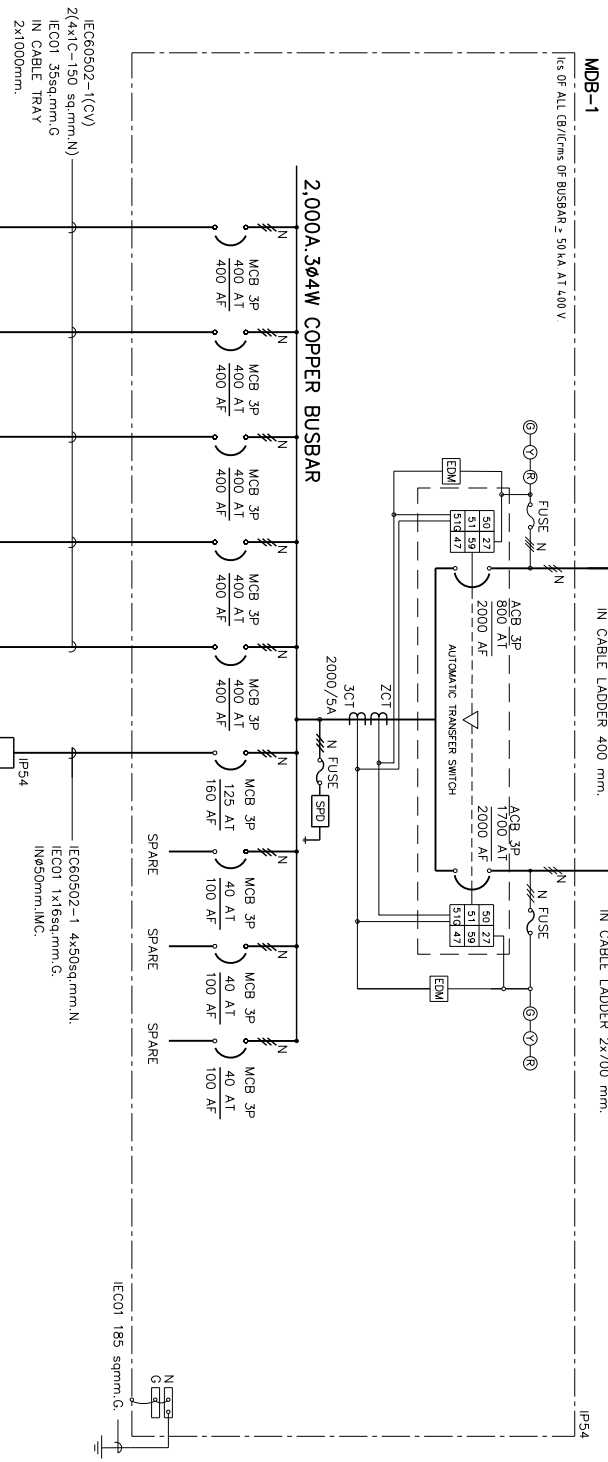 MDB-1
Ics OF ALL CB/ICrms OF BUSBAR ≥ 50 kA. AT 400 V.
IP54
IN CABLE LADDER 400 mm.
IN CABLE LADDER 2x700 mm.
G Y R
FUSE
N
N
EDM
50 27
51 59
51G 47
ACB 3P
800 AT
2000 AF
AUTOMATIC TRANSFER SWITCH
ACB 3P
1700 AT
2000 AF
N
N FUSE
50 27
51 59
51G 47
EDM
G Y R
ZCT
3CT
2000/5A
N FUSE
SPD
2,000A.3ø4W COPPER BUSBAR
N
MCB 3P
400 AT
400 AF
N
MCB 3P
400 AT
400 AF
N
MCB 3P
400 AT
400 AF
N
MCB 3P
400 AT
400 AF
N
MCB 3P
400 AT
400 AF
N
MCB 3P
125 AT
160 AF
N
MCB 3P
40 AT
100 AF
SPARE
N
MCB 3P
40 AT
100 AF
SPARE
N
MCB 3P
40 AT
100 AF
SPARE
N
G
IEC01 185 sqmm.G.
IEC60502-1(CV)
2(4x1C-150 sq.mm.N)
IEC01 35sq.mm.G
IN CABLE TRAY
2x1000mm.
IP54
IEC60502-1 4x50sq.mm.N.
IEC01 1x16sq.mm.G.
INø50mm.IMC.